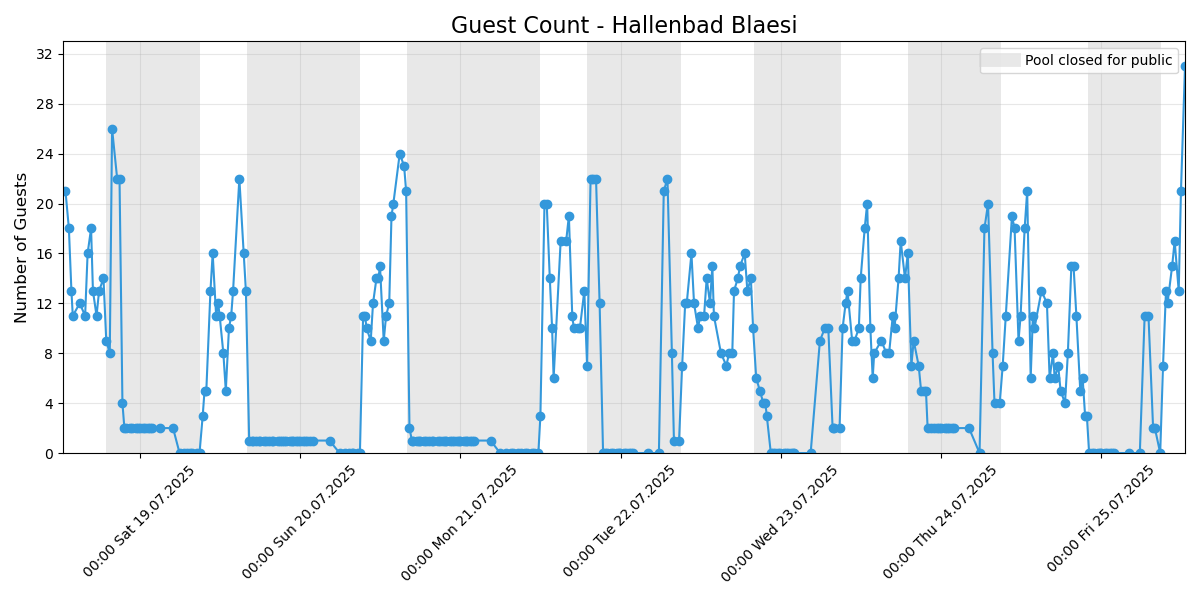 Guest Count - Hallenbad Blaesi
Pool closed for public
Number of Guests
32
28
24
20
16
12
8
4
0
00:00 Sat 19.07.2025
00:00 Sun 20.07.2025
00:00 Mon 21.07.2025
00:00 Tue 22.07.2025
00:00 Wed 23.07.2025
00:00 Thu 24.07.2025
00:00 Fri 25.07.2025